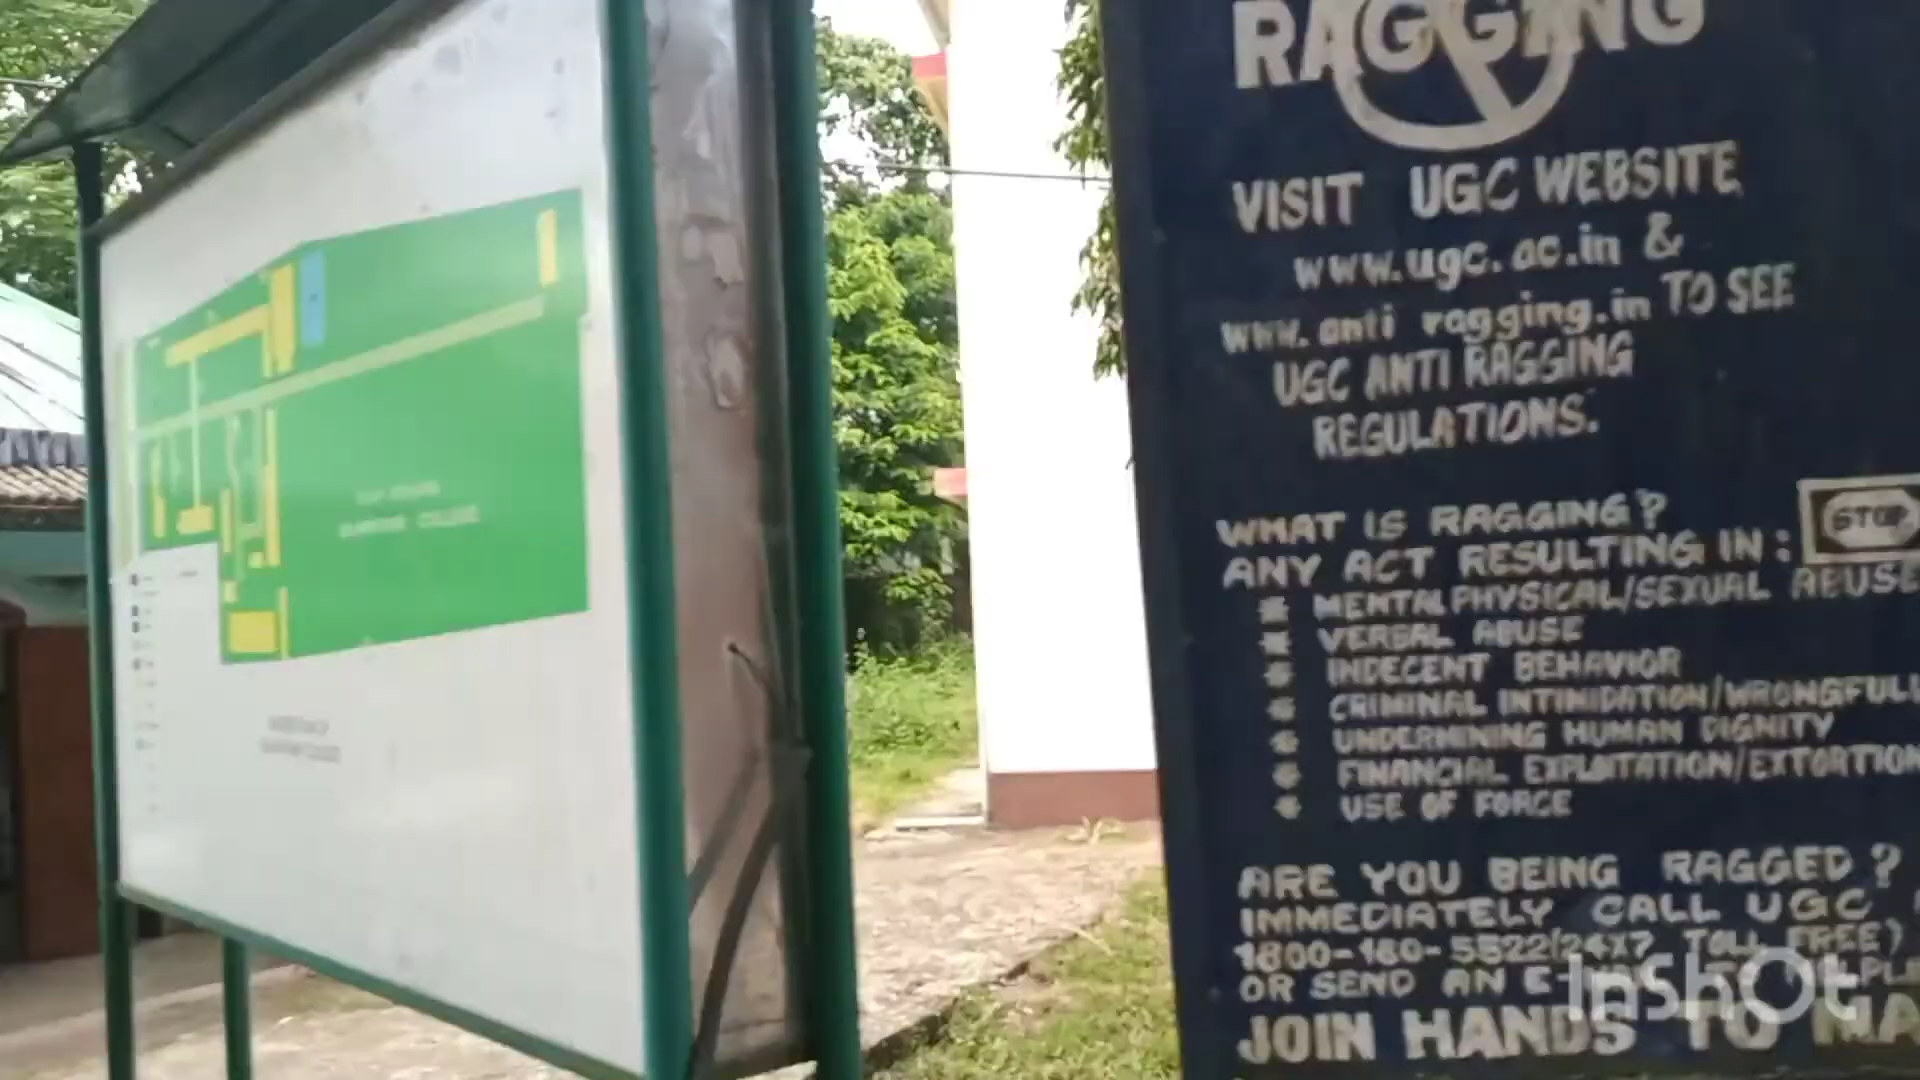 RAGGING
VISIT UGC WEBSITE
www.ugc.ac.in &
www.anti ragging.in TO SEE
UGC ANTI RAGGING
REGULATIONS.
WHAT IS RAGGING?
STOP
ANY ACT RESULTING IN:
MENTAL PHYSICAL/SEXUAL ABUSE
VERBAL ABUSE
INDECENT BEHAVIOR
CRIMINAL INTIMIDATION/WRONGFULL
UNDERMINING HUMAN DIGNITY
FINANCIAL EXPLOITATION/EXTORTION
USE OF FORCE
ARE YOU BEING RAGGED?
IMMEDIATELY CALL UGC
1800-180-5522(24X7 TOLL FREE)
OR SEND AN
JOIN HANDS TO MA
InShOt